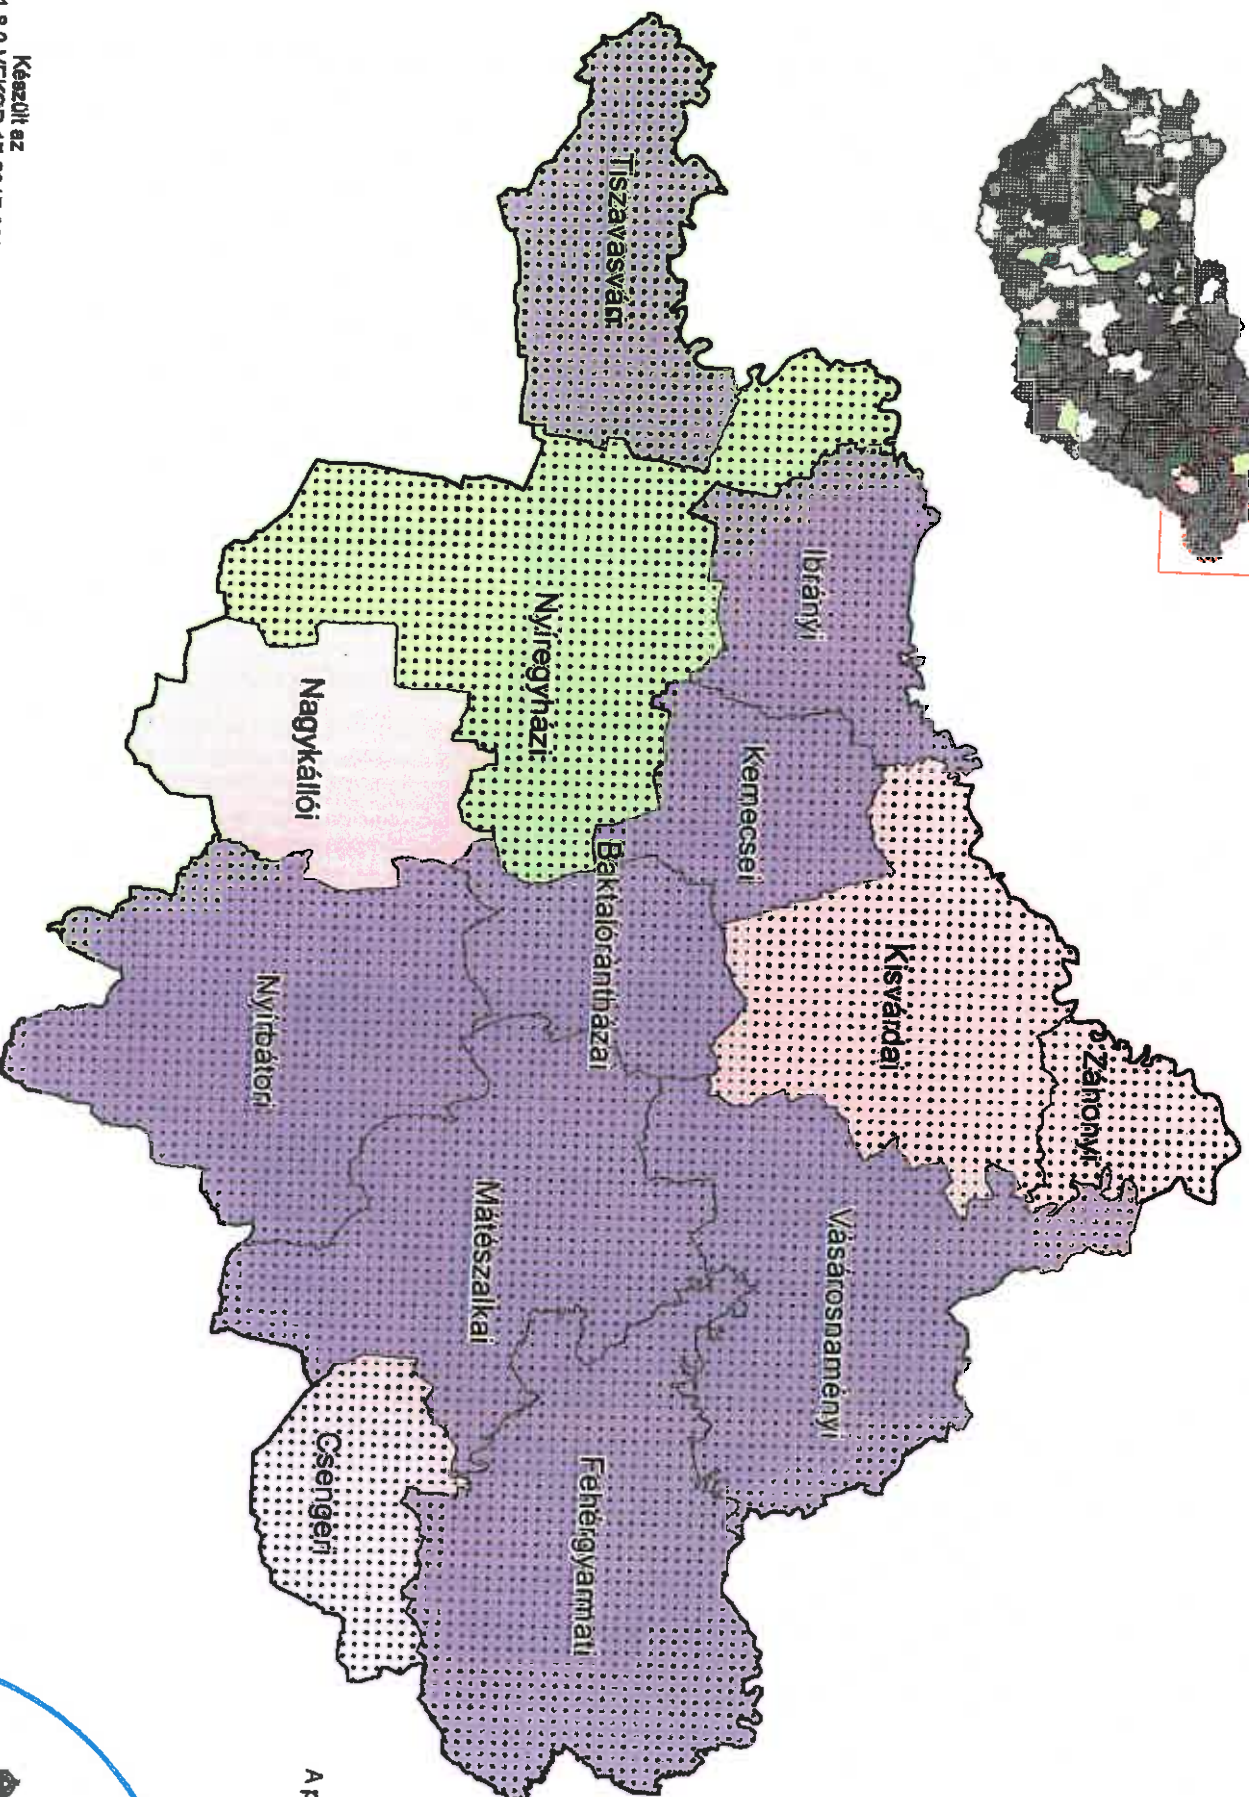 Készült az
Tiszavasvári
Ibrányi
Nyíregyházi
Nagykállói
Kemecsei
Baktalórántházai
Kisvárdai
Záhonyi
Nyírbátori
Vásárosnaményi
Mátészalkai
Fehérgyarmati
Csengeri
A